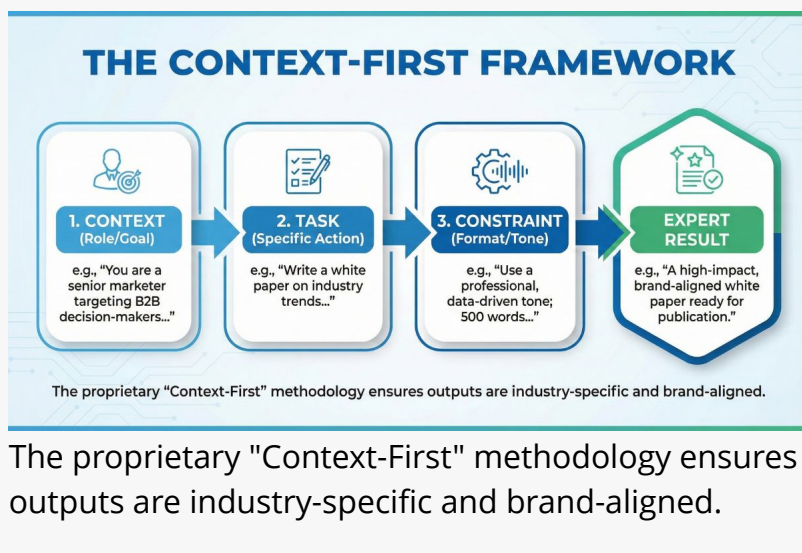 THE CONTEXT-FIRST FRAMEWORK
1. CONTEXT
(Role/Goal)
e.g., “You are a
senior marketer
targeting B2B
decision-makers...”
2. TASK
(Specific Action)
e.g., “Write a white
paper on industry
trends...”
3. CONSTRAINT
(Format/Tone)
e.g., “Use a
professional,
data-driven tone;
500 words...”
EXPERT
RESULT
e.g., “A high-impact,
brand-aligned white
paper ready for
publication.”
The proprietary “Context-First” methodology ensures outputs are industry-specific and brand-aligned.
The proprietary "Context-First" methodology ensures
outputs are industry-specific and brand-aligned.